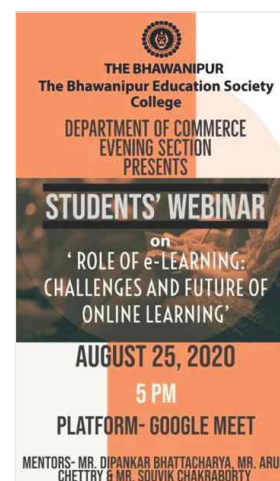 THE BHAWANIPUR
The Bhawanipur Education Society
College
DEPARTMENT OF COMMERCE
EVENING SECTION
PRESENTS
STUDENTS' WEBINAR
on
‘ ROLE OF e-LEARNING:
CHALLENGES AND FUTURE OF
ONLINE LEARNING’
AUGUST 25, 2020
5 PM
PLATFORM- GOOGLE MEET
MENTORS- MR. DIPANKAR BHATTACHARYA, MR. ARU
CHETTRY & MR. SOUVIK CHAKRABORTY